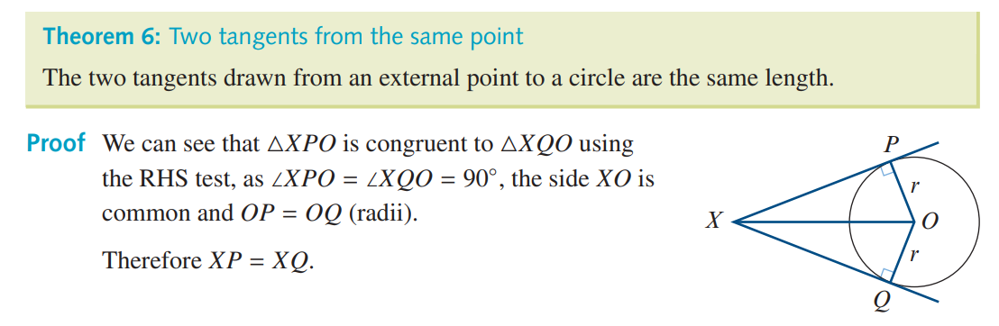 Theorem 6: Two tangents from the same point
The two tangents drawn from an external point to a circle are the same length.
Proof We can see that △XPO is congruent to △XQO using
the RHS test, as ∠XPO = ∠XQO = 90°, the side XO is
common and OP = OQ (radii).
Therefore XP = XQ.
P
r
X
O
r
Q